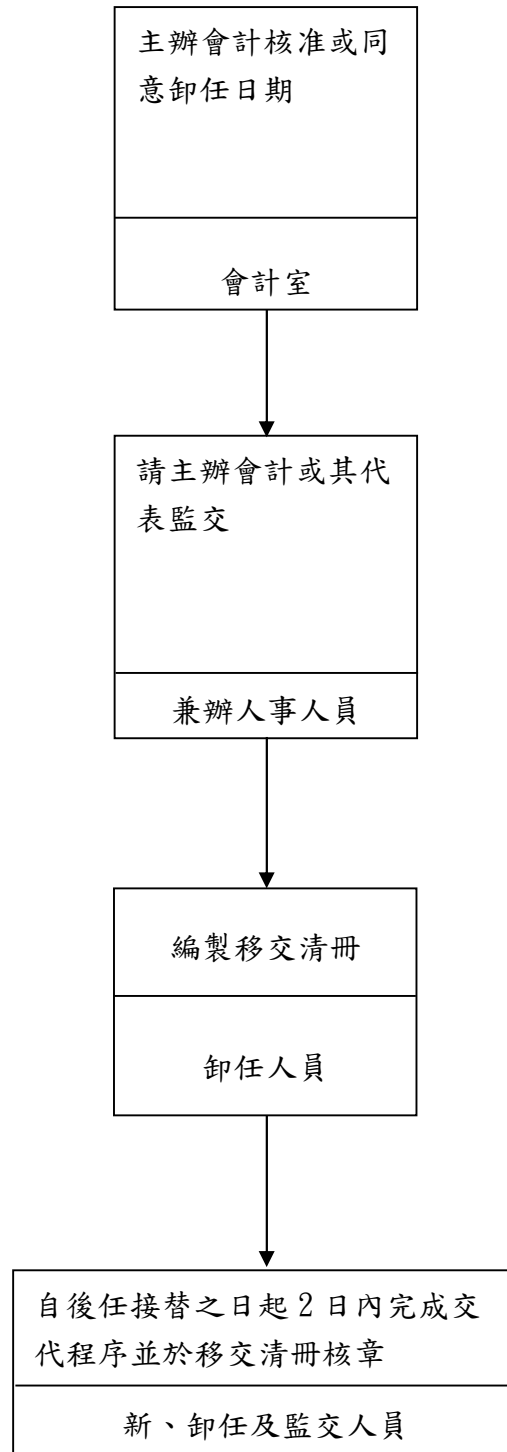 主辦會計核准或同
意卸任日期
會計室
請主辦會計或其代
表監交
兼辦人事人員
編製移交清冊
卸任人員
自後任接替之日起 2 日內完成交
代程序並於移交清冊核章
新、卸任及監交人員